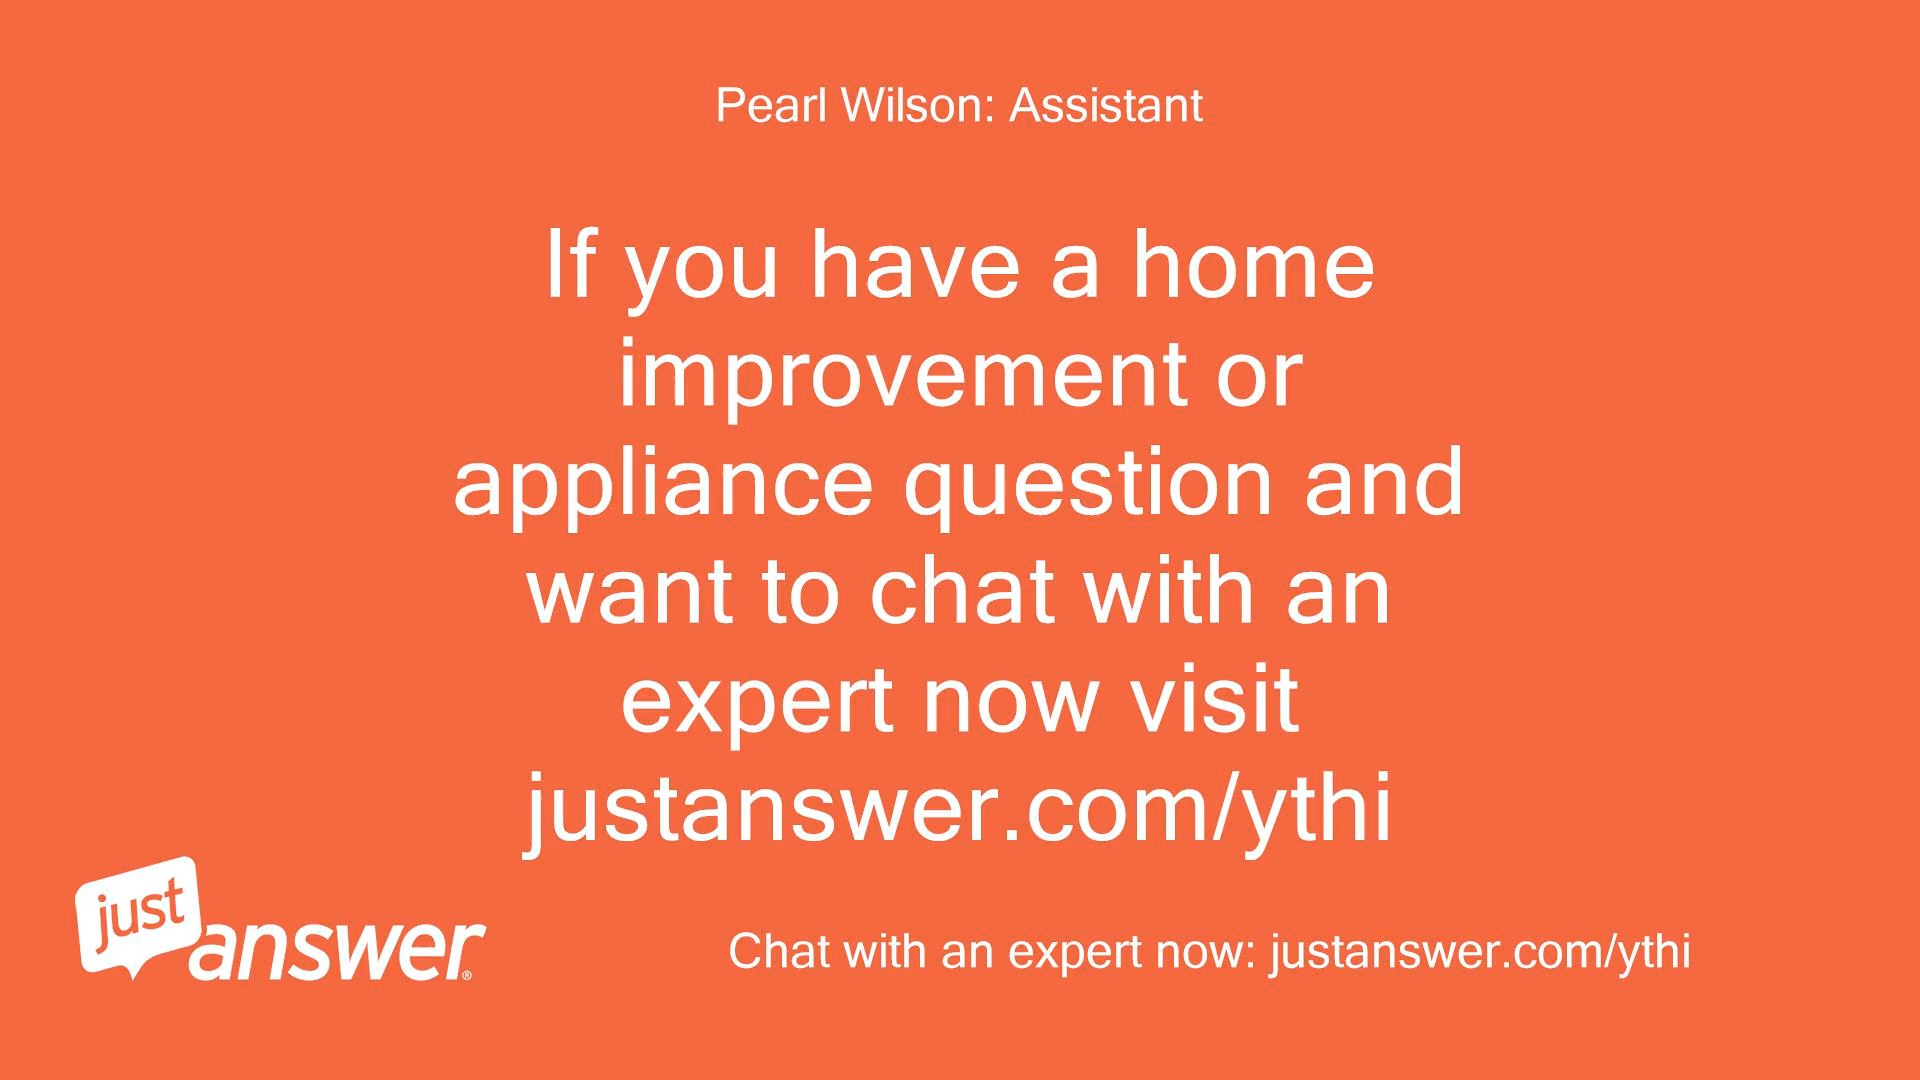 Pearl Wilson: Assistant
If you have a home
improvement or
appliance question and
want to chat with an
expert now visit
justanswer.com/ythi
just
answer®
Chat with an expert now: justanswer.com/ythi